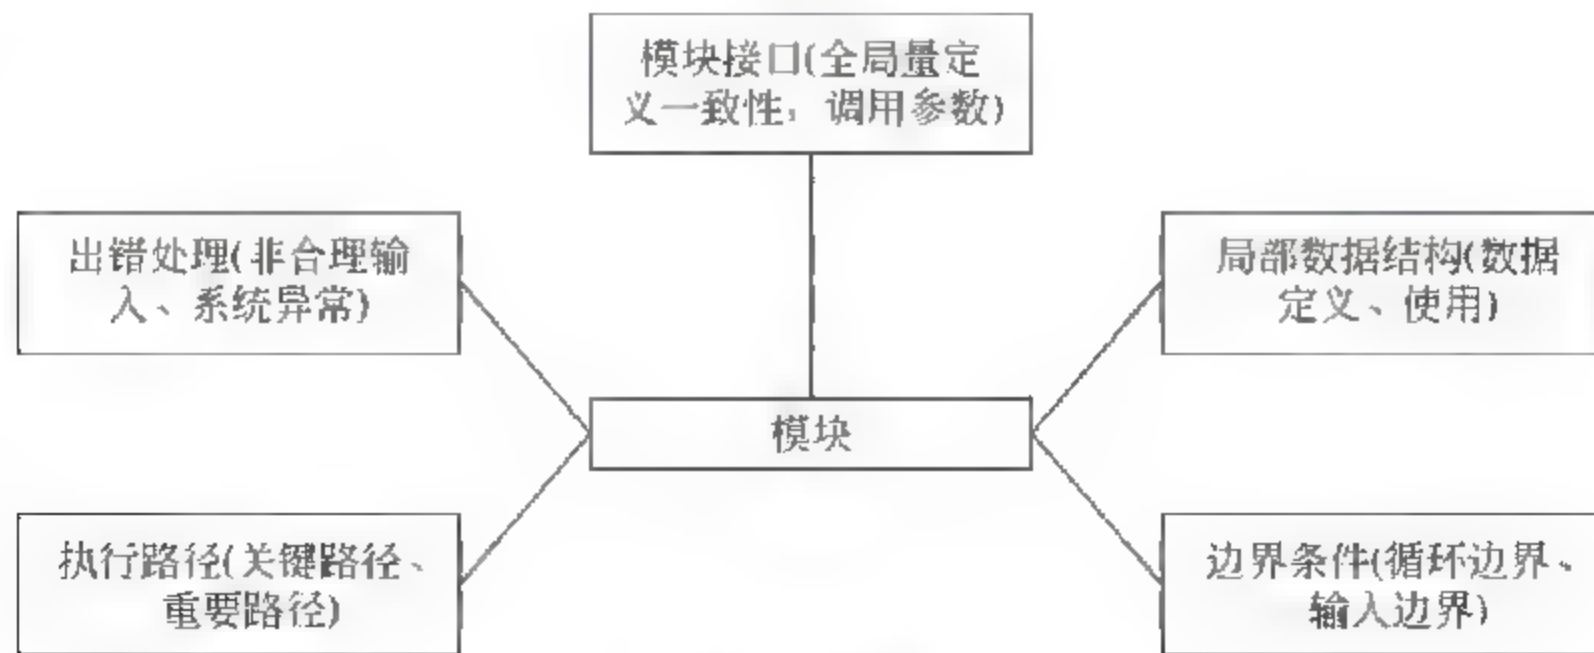 模块接口(全局量定
义一致性，调用参数)
出错处理(非合理输
入、系统异常)
局部数据结构(数据
定义、使用)
模块
执行路径(关键路径、
重要路径)
边界条件(循环边界、
输入边界)